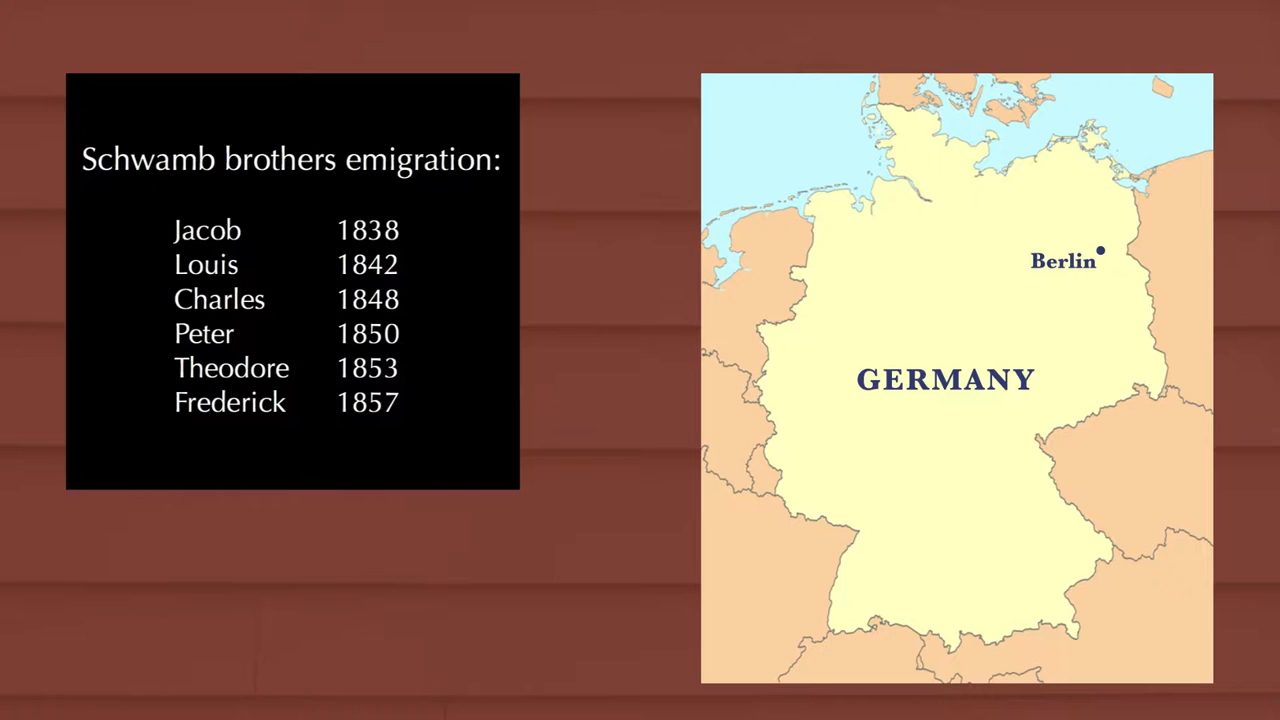 Schwamb brothers emigration:
Jacob 1838
Louis 1842
Charles 1848
Peter 1850
Theodore 1853
Frederick 1857
Berlin
GERMANY